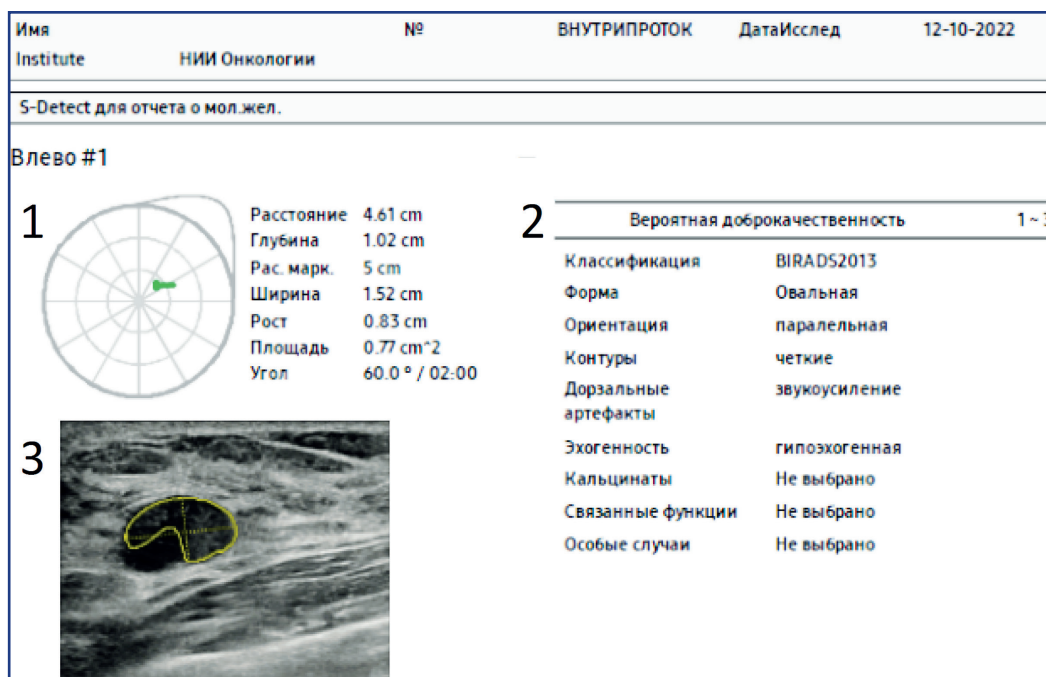 Имя № ВНУТРИПРОТОК ДатаИсслед 12-10-2022
Institute НИИ Онкологии
S-Detect для отчета о мол.жел.
Влево #1
1
Расстояние 4.61 cm
Глубина 1.02 cm
Рас. марк. 5 cm
Ширина 1.52 cm
Рост 0.83 cm
Площадь 0.77 cm^2
Угол 60.0 ° / 02:00
2
Вероятная доброкачественность 1 ~ 3
Классификация BIRADS2013
Форма Овальная
Ориентация паралельная
Контуры четкие
Дорзальные
артефакты звукоусиление
Эхогенность гипоэхогенная
Кальцинаты Не выбрано
Связанные функции Не выбрано
Особые случаи Не выбрано
3